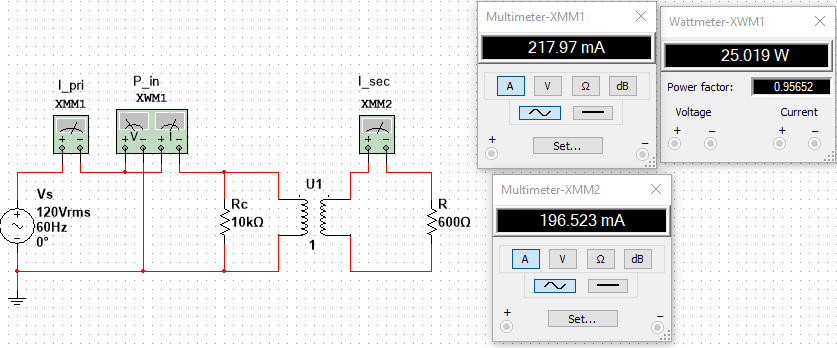 I_pri
XMM1
P_in
XWM1
V I
I_sec
XMM2
Vs
120Vrms
60Hz
0°
Rc
10kΩ
U1
1
R
600Ω
Multimeter-XMM1
217.97 mA
A V Ω dB
Set...
+ −
Wattmeter-XWM1
25.019 W
Power factor: 0.95652
Voltage Current
+ − + −
Multimeter-XMM2
196.523 mA
A V Ω dB
Set...
+ −